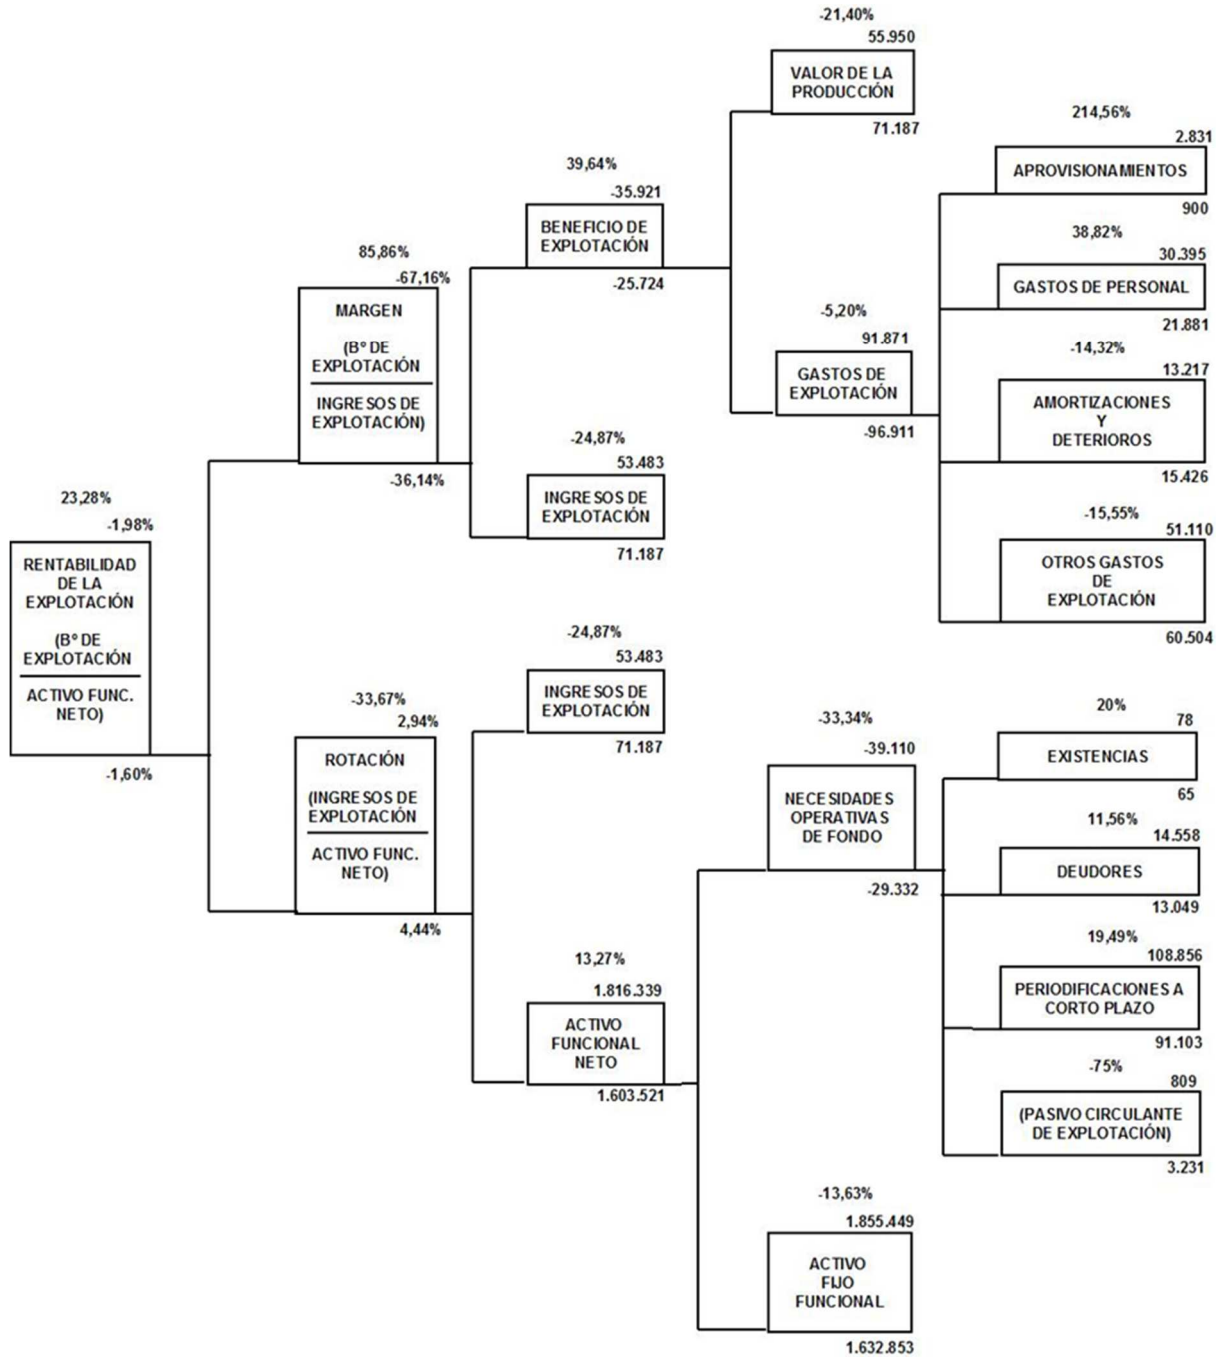 -21,40%
55.950
VALOR DE LA
PRODUCCIÓN
71.187
214,56%
2.831
APROVISIONAMIENTOS
900
39,64%
-35.921
BENEFICIO DE
EXPLOTACIÓN
-25.724
38,82%
30.395
GASTOS DE PERSONAL
21.881
85,86%
-67,16%
MARGEN
(Bº DE
EXPLOTACIÓN
INGRESOS DE
EXPLOTACIÓN)
-36,14%
-5,20%
91.871
GASTOS DE
EXPLOTACIÓN
-96.911
-14,32%
13.217
AMORTIZACIONES
Y
DETERIOROS
15.426
-24,87%
53.483
INGRESOS DE
EXPLOTACIÓN
71.187
-15,55%
51.110
OTROS GASTOS
DE
EXPLOTACIÓN
60.504
23,28%
-1,98%
RENTABILIDAD
DE LA
EXPLOTACIÓN
(Bº DE
EXPLOTACIÓN
ACTIVO FUNC.
NETO)
-1,60%
-24,87%
53.483
INGRESOS DE
EXPLOTACIÓN
71.187
-33,67%
2,94%
ROTACIÓN
(INGRESOS DE
EXPLOTACIÓN
ACTIVO FUNC.
NETO)
4,44%
-33,34%
-39.110
NECESIDADES
OPERATIVAS
DE FONDO
-29.332
20%
78
EXISTENCIAS
65
11,56%
14.558
DEUDORES
13.049
13,27%
1.816.339
ACTIVO
FUNCIONAL
NETO
1.603.521
19,49%
108.856
PERIODIFICACIONES A
CORTO PLAZO
91.103
-75%
809
(PASIVO CIRCULANTE
DE EXPLOTACIÓN)
3.231
-13,63%
1.855.449
ACTIVO
FIJO
FUNCIONAL
1.632.853